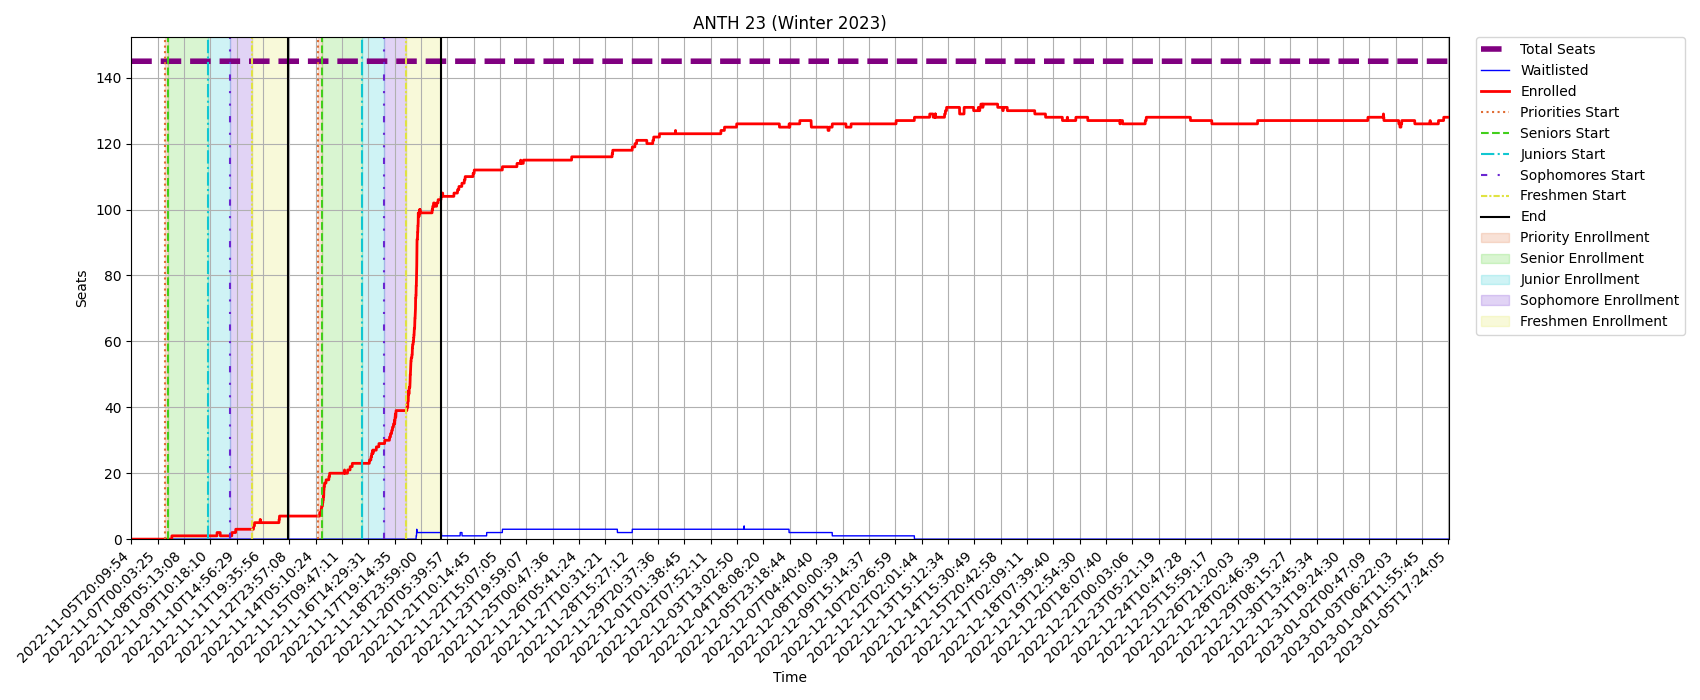 ANTH 23 (Winter 2023)
Total Seats
Waitlisted
Enrolled
Priorities Start
Seniors Start
Juniors Start
Sophomores Start
Freshmen Start
End
Priority Enrollment
Senior Enrollment
Junior Enrollment
Sophomore Enrollment
Freshmen Enrollment
Seats
140
120
100
80
60
40
20
0
2022-11-05T20:09:54
2022-11-07T00:03:25
2022-11-08T05:13:08
2022-11-09T10:18:10
2022-11-10T14:56:29
2022-11-11T19:35:56
2022-11-12T23:57:08
2022-11-14T05:10:24
2022-11-15T09:47:11
2022-11-16T14:29:31
2022-11-17T19:14:35
2022-11-18T23:59:00
2022-11-20T05:39:57
2022-11-21T10:14:45
2022-11-22T15:07:05
2022-11-23T19:59:07
2022-11-25T00:47:36
2022-11-26T05:41:24
2022-11-27T10:31:21
2022-11-28T15:27:12
2022-11-29T20:37:36
2022-12-01T01:38:45
2022-12-02T07:52:11
2022-12-03T13:02:50
2022-12-04T18:08:20
2022-12-05T23:18:44
2022-12-07T04:40:40
2022-12-08T10:00:39
2022-12-09T15:14:37
2022-12-10T20:26:59
2022-12-12T02:01:44
2022-12-13T15:12:34
2022-12-14T15:30:49
2022-12-15T20:42:58
2022-12-17T02:09:11
2022-12-18T07:39:40
2022-12-19T12:54:30
2022-12-20T18:07:40
2022-12-22T00:03:06
2022-12-23T05:21:19
2022-12-24T10:47:28
2022-12-25T15:59:17
2022-12-26T21:20:03
2022-12-28T02:46:39
2022-12-29T08:15:27
2022-12-30T13:45:34
2022-12-31T19:24:30
2023-01-02T00:47:09
2023-01-03T06:22:03
2023-01-04T11:55:45
2023-01-05T17:24:05
Time